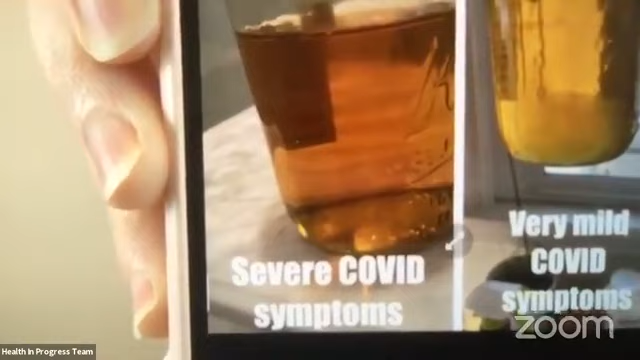 Severe COVID
symptoms
Very mild
COVID
symptoms
zoom
Health In Progress Team